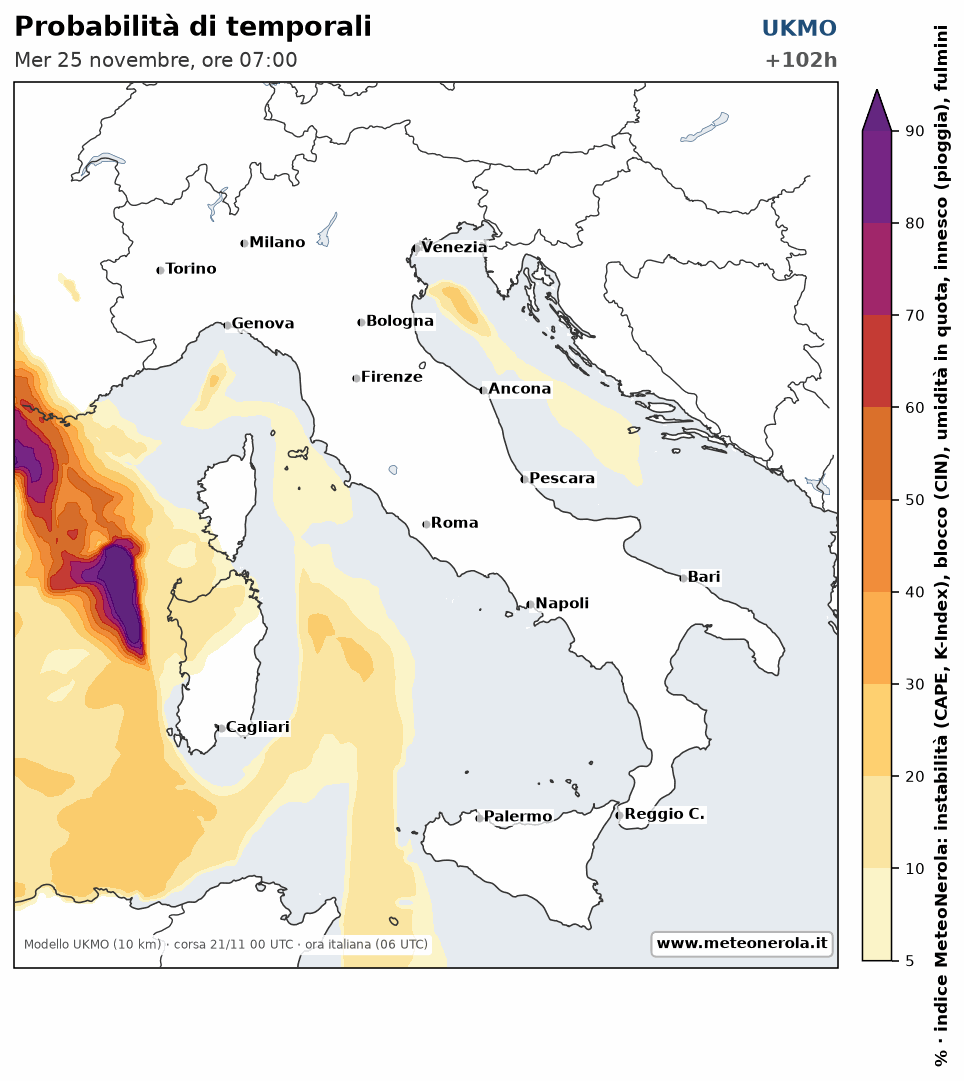 Probabilità di temporali
UKMO
Mer 25 novembre, ore 07:00
+102h
Milano
Venezia
Torino
Genova
Bologna
Firenze
Ancona
Pescara
Roma
Bari
Napoli
Cagliari
Palermo
Reggio C.
Modello UKMO (10 km) · corsa 21/11 00 UTC · ora italiana (06 UTC)
www.meteonerola.it
90
80
70
60
50
40
30
20
10
5
% · indice MeteoNerola: instabilità (CAPE, K-Index), blocco (CIN), umidità in quota, innesco (pioggia), fulmini